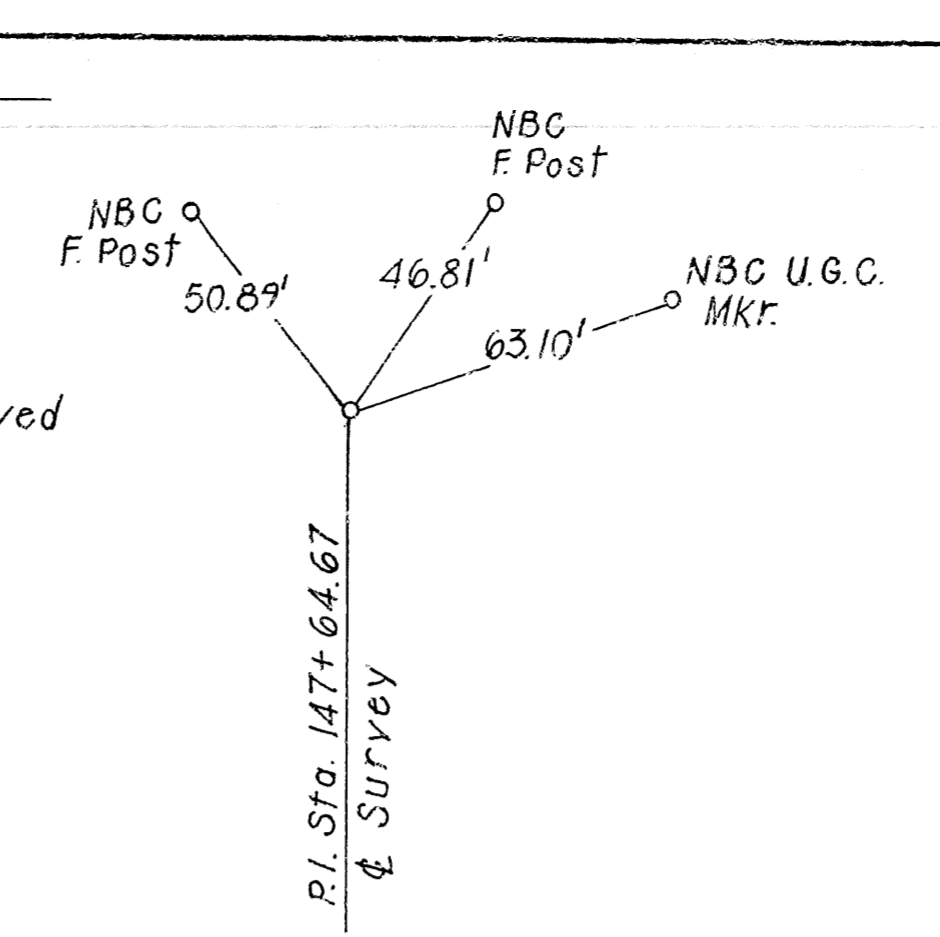 NBC
F. Post
NBC
F. Post
50.89'
46.81'
NBC U.G.C.
MKr.
63.10'
ved
P.I. Sta. 147+64.67
℄ Survey